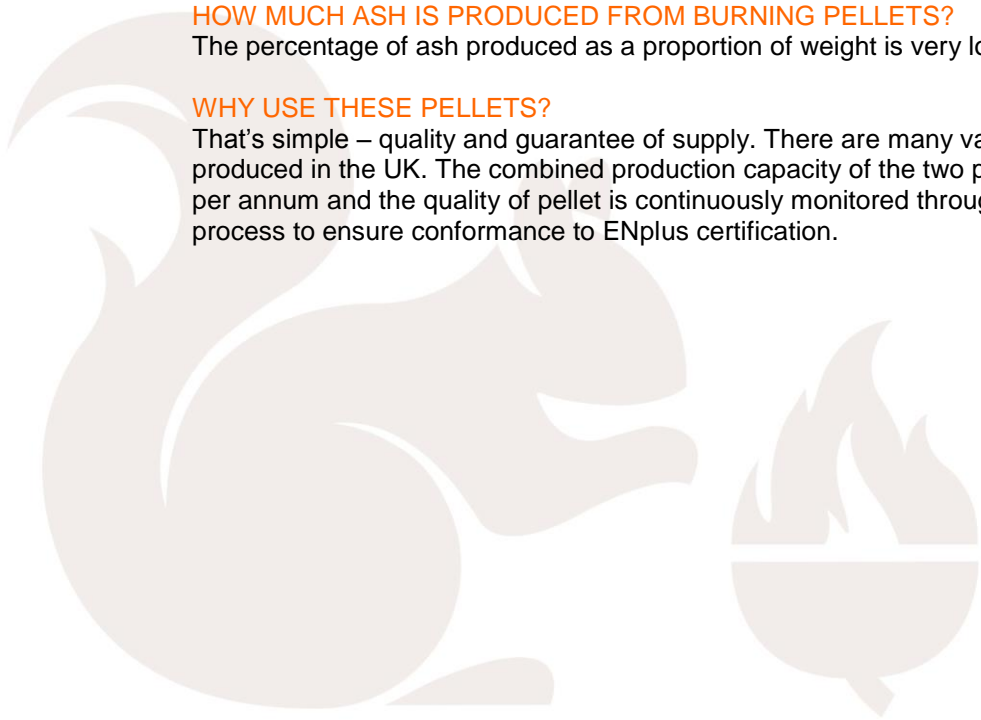 HOW MUCH ASH IS PRODUCED FROM BURNING PELLETS?
The percentage of ash produced as a proportion of weight is very
WHY USE THESE PELLETS?
That's simple – quality and guarantee of supply. There are many
produced in the UK. The combined production capacity of the two
per annum and the quality of pellet is continuously monitored
process to ensure conformance to ENplus certification.